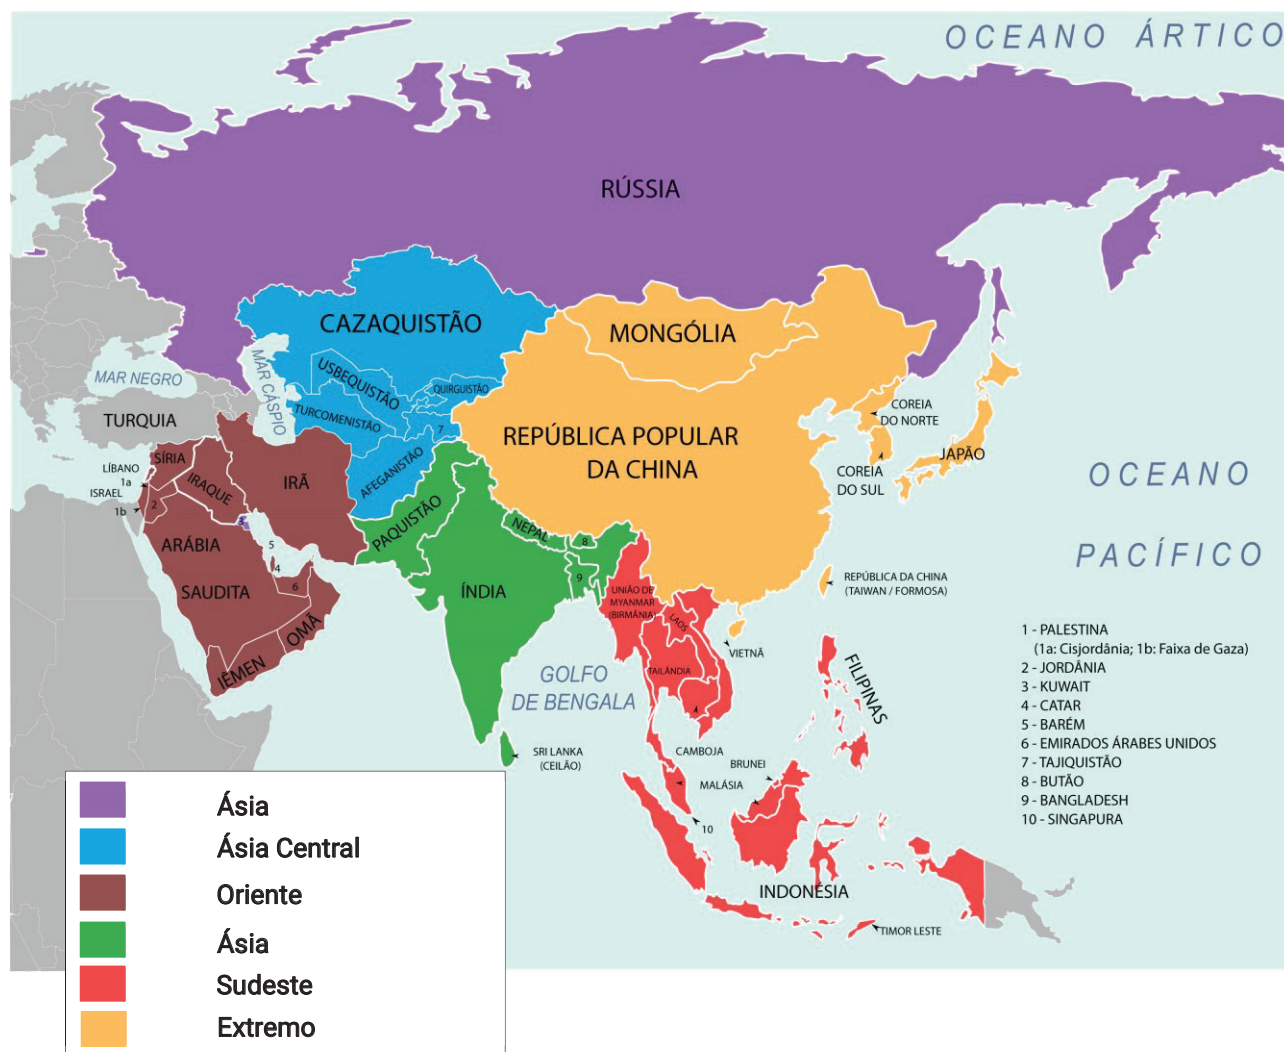 OCEANO ÁRTICO
RÚSSIA
CAZAQUISTÃO
MONGÓLIA
MAR NEGRO
MAR CÁSPIO
USBEQUISTÃO
QUIRGUISTÃO
TURQUIA
TURCOMENISTÃO
7
COREIA
DO NORTE
REPÚBLICA POPULAR
DA CHINA
JAPÃO
SÍRIA
LÍBANO
1a
ISRAEL
1b
2
IRAQUE
IRÃ
AFEGANISTÃO
COREIA
DO SUL
OCEANO
PACÍFICO
3
PAQUISTÃO
NEPAL
8
ARÁBIA
SAUDITA
5
4
6
OMÃ
IÊMEN
ÍNDIA
9
UNIÃO DE
MYANMAR
(BIRMÂNIA)
LAOS
REPÚBLICA DA CHINA
(TAIWAN / FORMOSA)
VIETNÃ
TAILÂNDIA
GOLFO
DE BENGALA
FILIPINAS
SRI LANKA
(CEILÃO)
CAMBOJA
BRUNEI
MALÁSIA
10
INDONÉSIA
TIMOR LESTE
1 - PALESTINA
(1a: Cisjordânia; 1b: Faixa de Gaza)
2 - JORDÂNIA
3 - KUWAIT
4 - CATAR
5 - BARÉM
6 - EMIRADOS ÁRABES UNIDOS
7 - TAJIQUISTÃO
8 - BUTÃO
9 - BANGLADESH
10 - SINGAPURA
Ásia
Ásia Central
Oriente
Ásia
Sudeste
Extremo